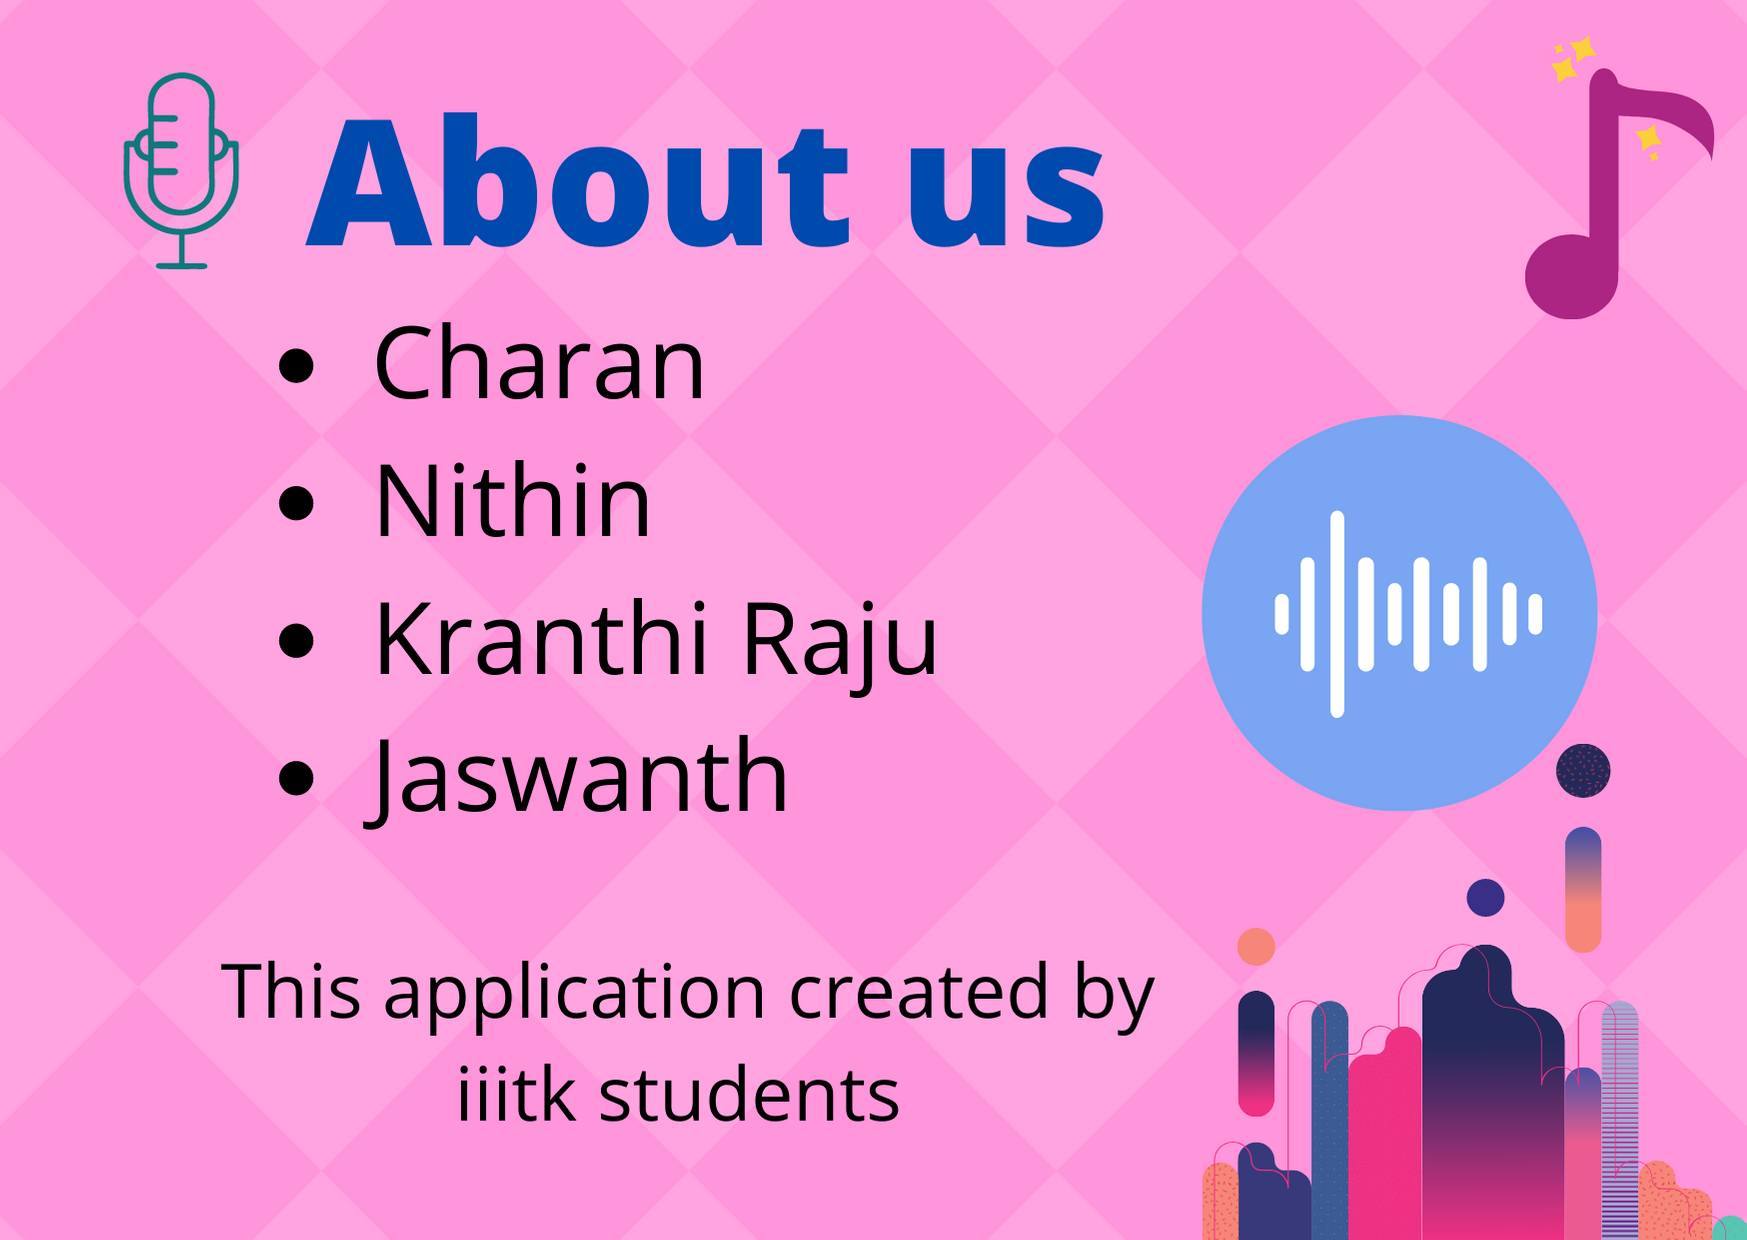 About us
• Charan
• Nithin
• Kranthi Raju
• Jaswanth
This application created by
iiitk students